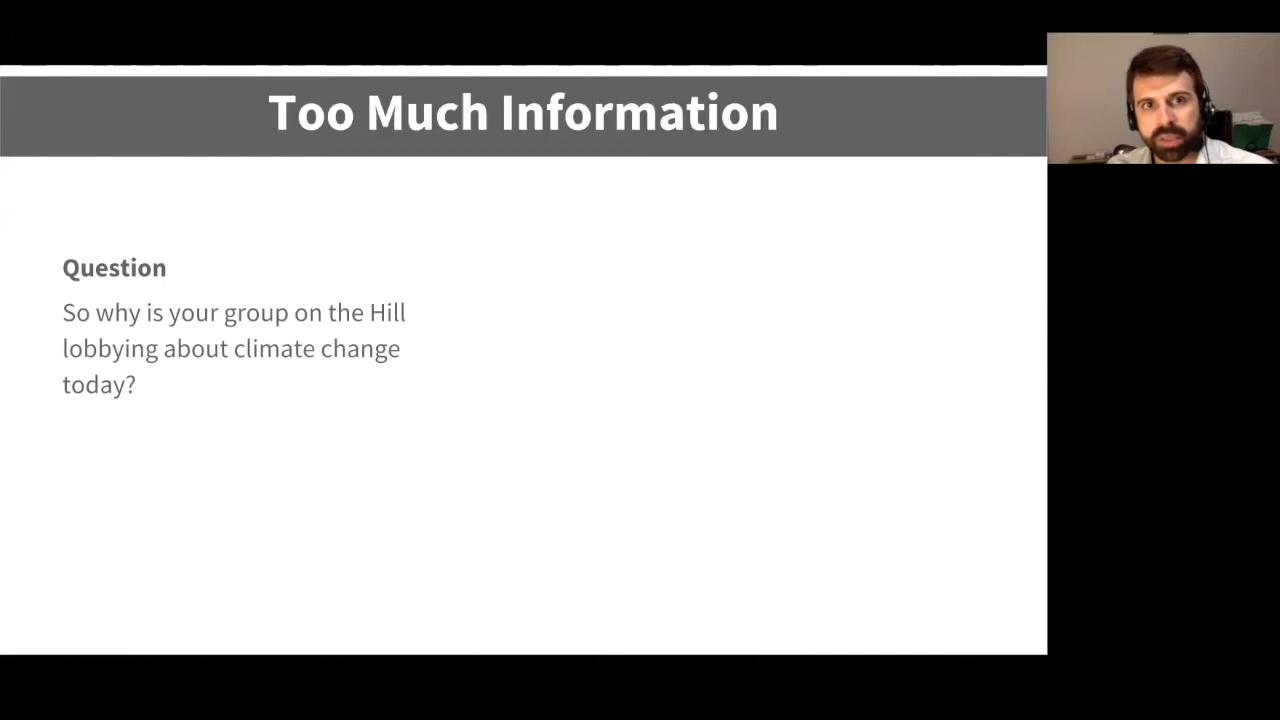 Too Much Information
Question
So why is your group on the Hill
lobbying about climate change
today?